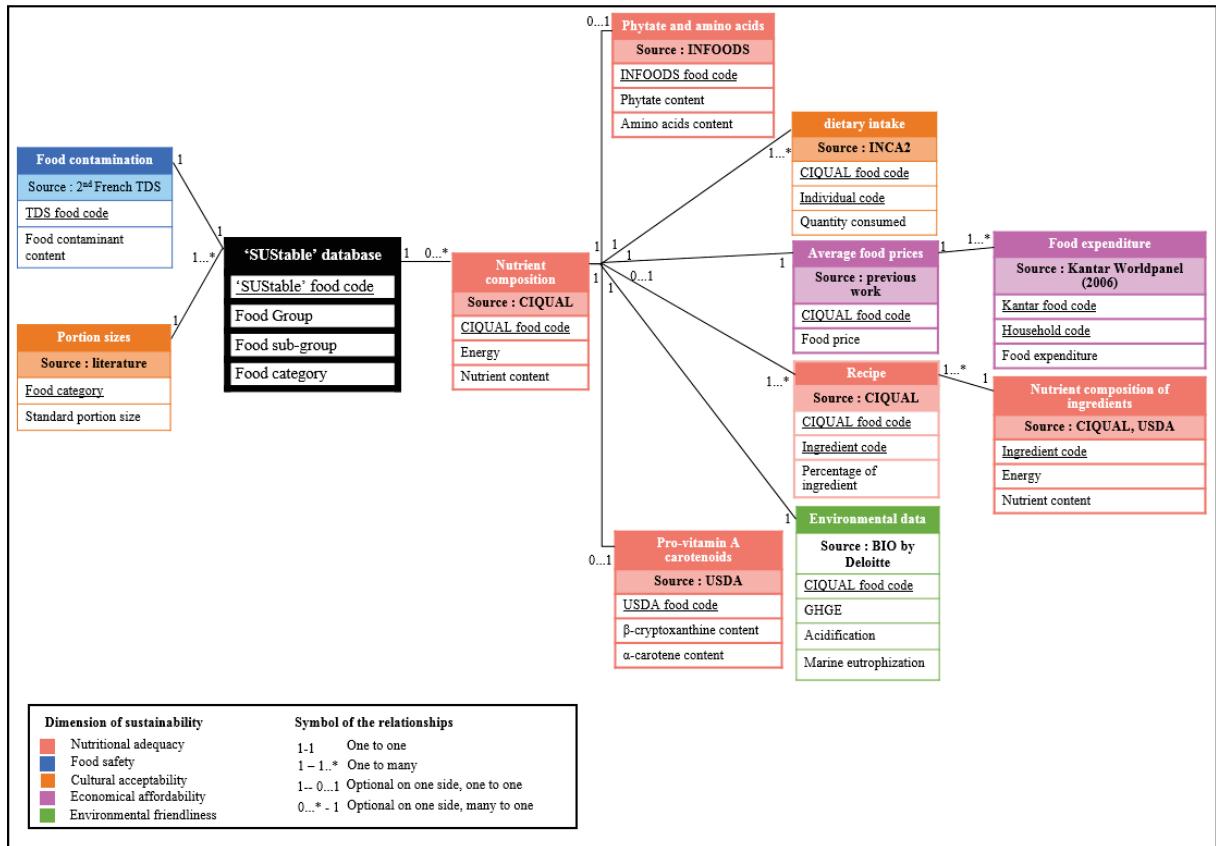 0...1
Phytate and amino acids
Source : INFOODS
INFOODS food code
Phytate content
Amino acids content
Food contamination
Source : 2nd French TDS
TDS food code
Food contaminant
content
1
1
1...*
1
Portion sizes
Source : literature
Food category
Standard portion size
'SUStable' database
'SUStable' food code
Food Group
Food sub-group
Food category
1
0...*
Nutrient
composition
Source : CIQUAL
CIQUAL food code
Energy
Nutrient content
1
1
1
1
0...1
1
1...*
dietary intake
Source : INCA2
CIQUAL food code
Individual code
Quantity consumed
1
Average food prices
Source : previous
work
CIQUAL food code
Food price
1
1...*
Food expenditure
Source : Kantar Worldpanel
(2006)
Kantar food code
Household code
Food expenditure
1...*
Recipe
Source : CIQUAL
CIQUAL food code
Ingredient code
Percentage of
ingredient
1...*
1
Nutrient composition of
ingredients
Source : CIQUAL, USDA
Ingredient code
Energy
Nutrient content
0...1
Pro-vitamin A
carotenoids
Source : USDA
USDA food code
β-cryptoxanthine content
α-carotene content
1
Environmental data
Source : BIO by
Deloitte
CIQUAL food code
GHGE
Acidification
Marine eutrophization
Dimension of sustainability
Nutritional adequacy
Food safety
Cultural acceptability
Economical affordability
Environmental friendliness
Symbol of the relationships
1-1 One to one
1 – 1..* One to many
1-- 0...1 Optional on one side, one to one
0...* - 1 Optional on one side, many to one